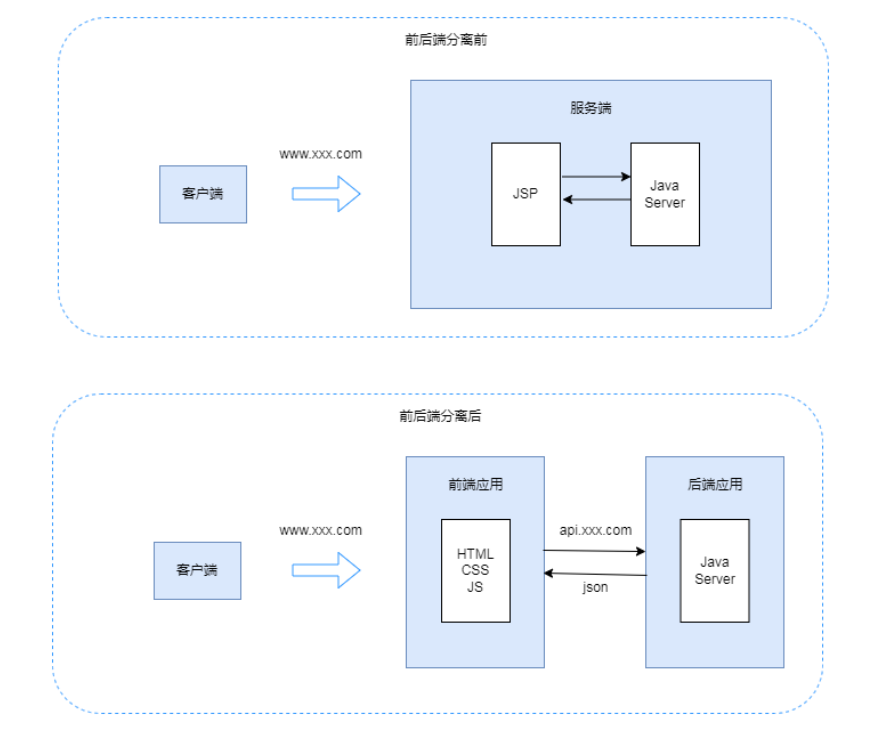 前后端分离前
服务端
www.xxx.com
客户端
JSP
Java
Server
前后端分离后
前端应用
后端应用
www.xxx.com
api.xxx.com
客户端
HTML
CSS
JS
Java
Server
json